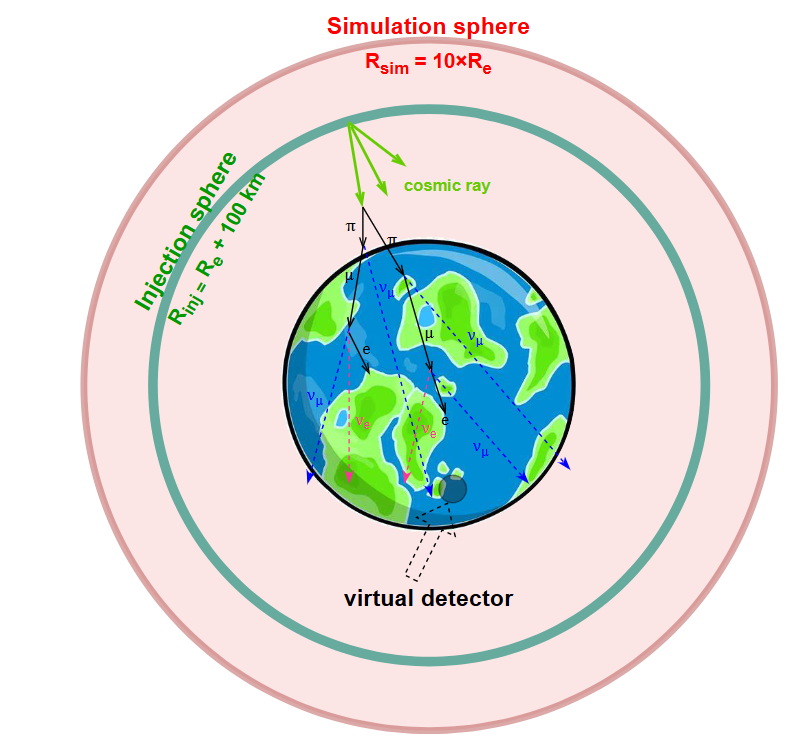 Simulation sphere
R_sim = 10×R_e
Injection sphere
R_inj = R_e + 100 km
cosmic ray
π
π
μ
ν_μ
ν_μ
μ
e
ν_μ
ν_e
e
ν_e
ν_μ
virtual detector